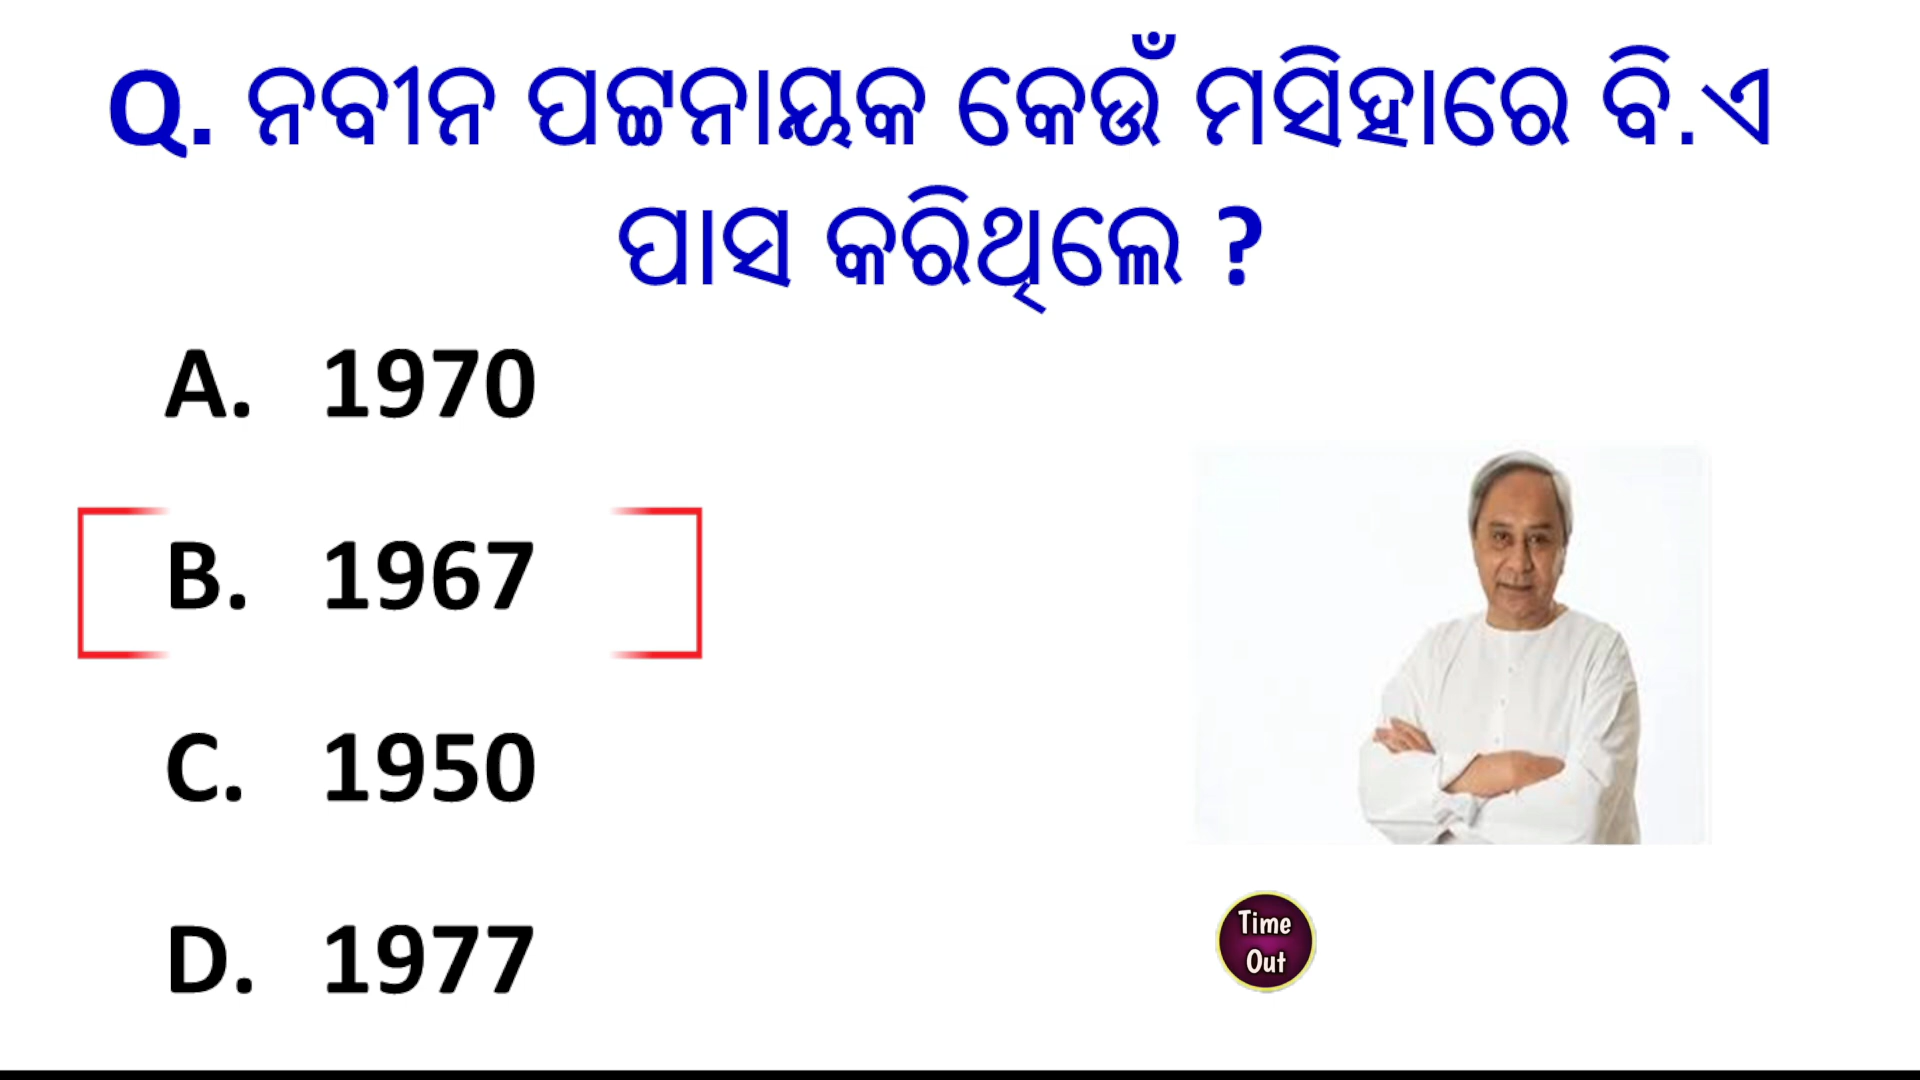 Q. ନବୀନ ପଟ୍ଟନାୟକ କେଉଁ ମସିହାରେ ବି.ଏ
ପାସ କରିଥିଲେ ?
A. 1970
B. 1967
C. 1950
D. 1977
Time
Out